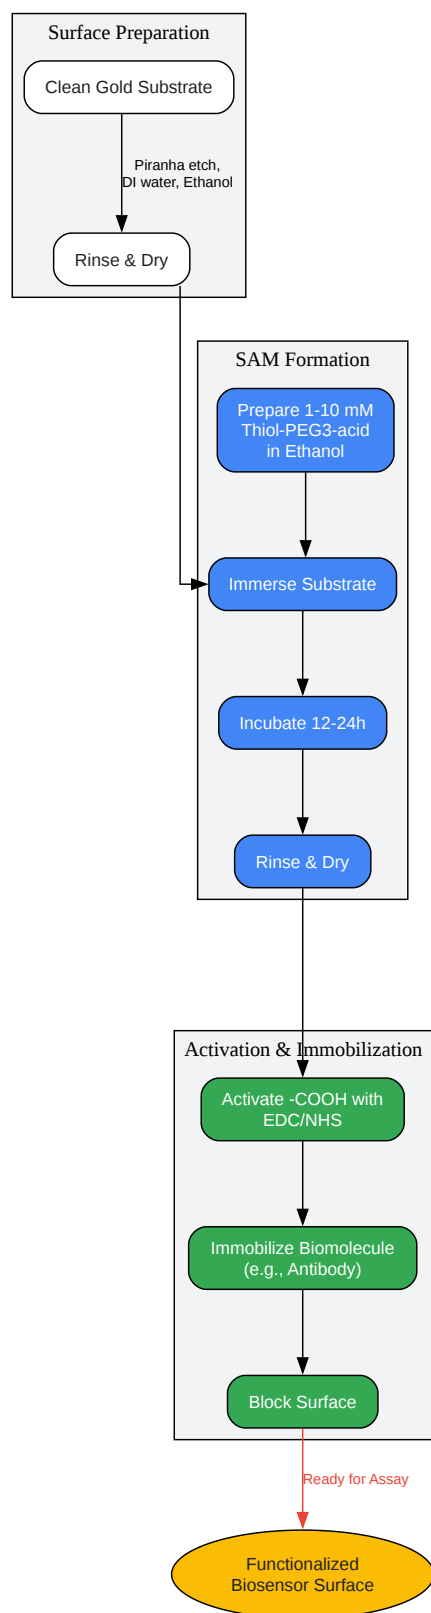 Surface Preparation
Clean Gold Substrate
Piranha etch,
DI water, Ethanol
Rinse & Dry
SAM Formation
Prepare 1-10 mM
Thiol-PEG3-acid
in Ethanol
Immerse Substrate
Incubate 12-24h
Rinse & Dry
Activation & Immobilization
Activate -COOH with
EDC/NHS
Immobilize Biomolecule
(e.g., Antibody)
Block Surface
Ready for Assay
Functionalized
Biosensor Surface